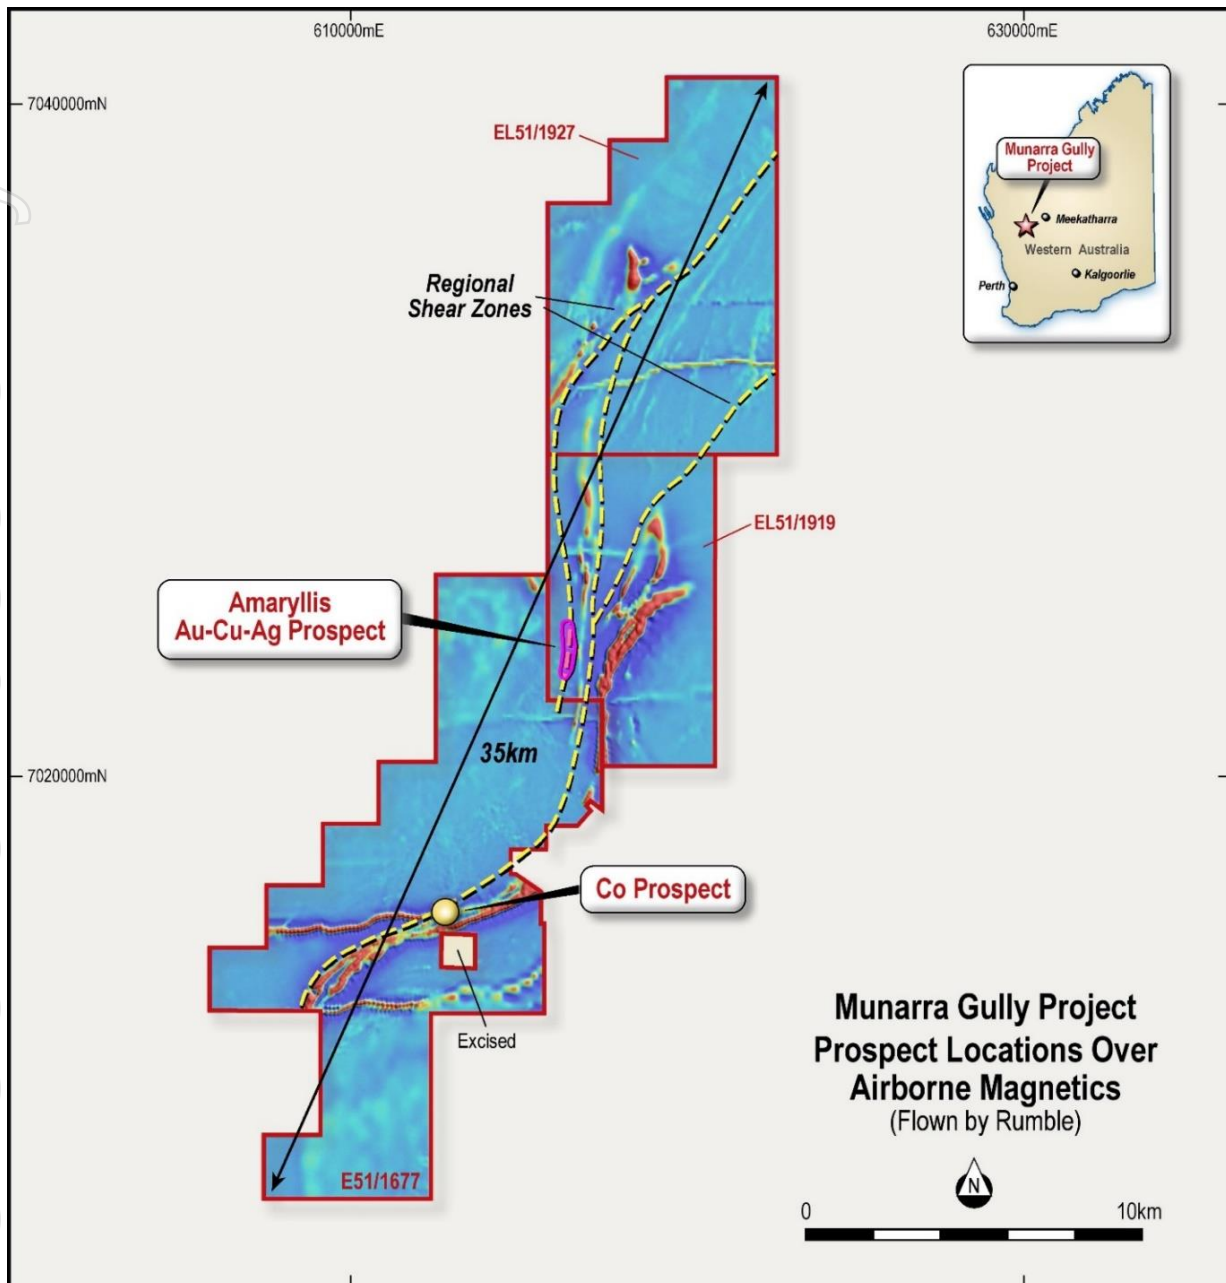 610000mE
630000mE
7040000mN
EL51/1927
Munarra Gully
Project
Meekatharra
Western Australia
Kalgoorlie
Perth
Regional
Shear Zones
EL51/1919
Amaryllis
Au-Cu-Ag Prospect
35km
7020000mN
Co Prospect
Excised
Munarra Gully Project
Prospect Locations Over
Airborne Magnetics
(Flown by Rumble)
N
E51/1677
0
10km